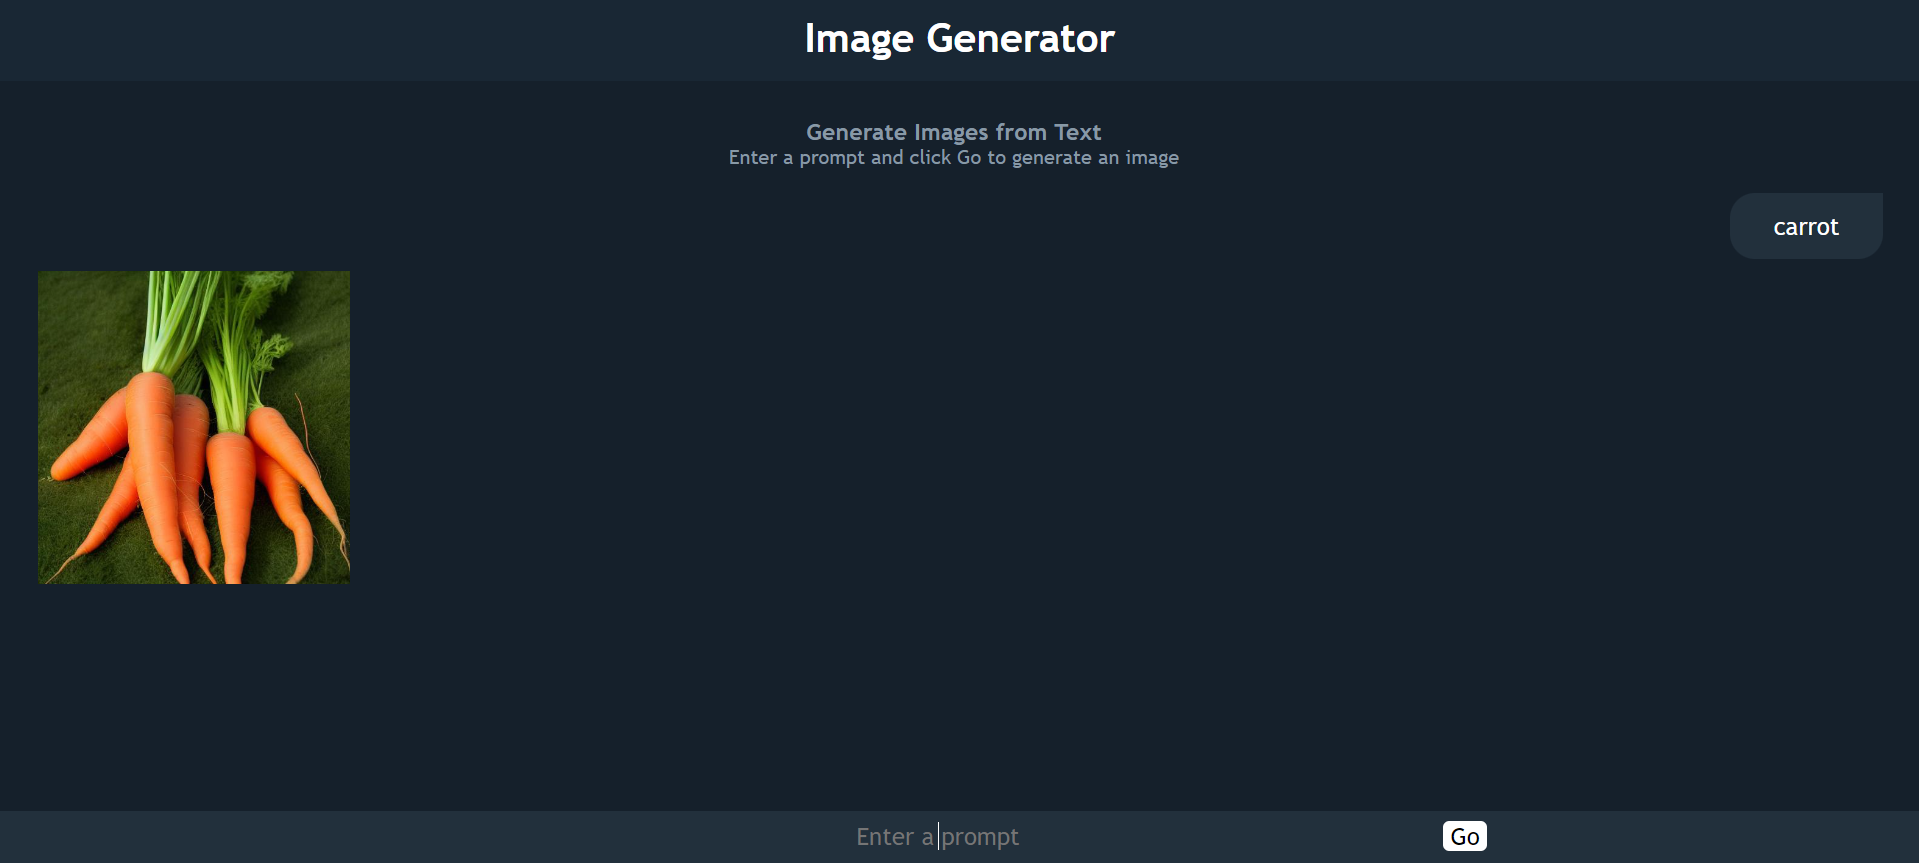 Image Generator
Generate Images from Text
Enter a prompt and click Go to generate an image
carrot
Enter a prompt
Go